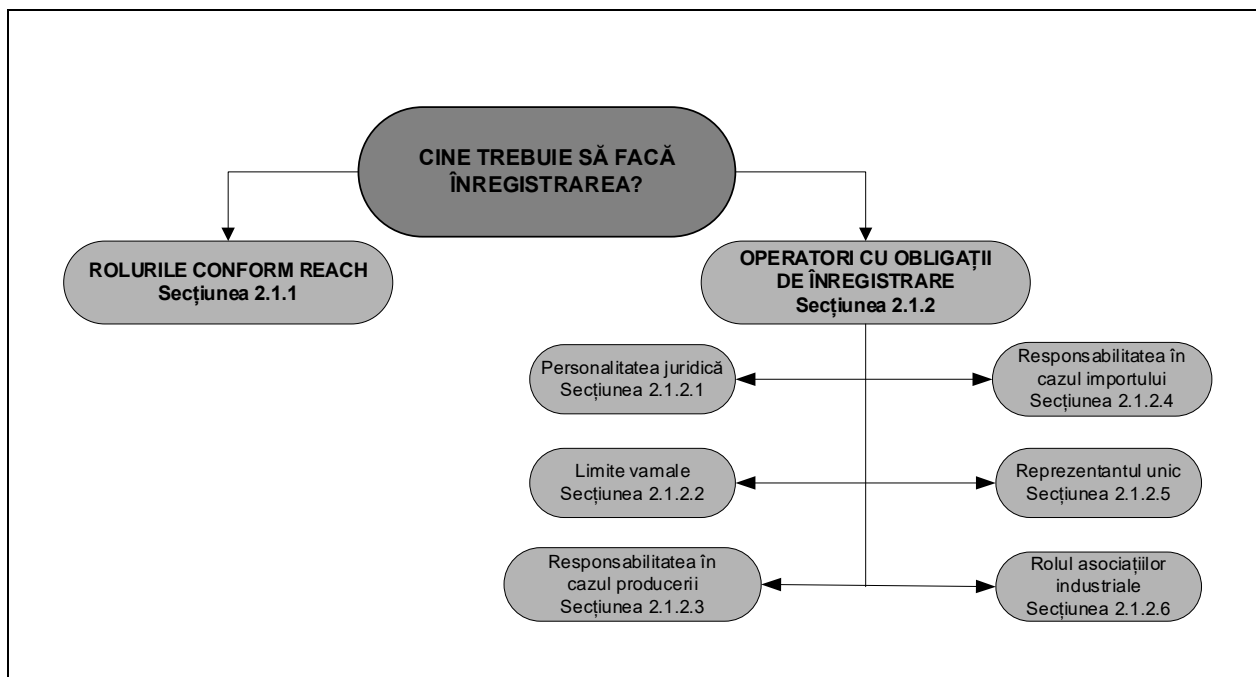 CINE TREBUIE SĂ FACĂ
ÎNREGISTRAREA?
ROLURILE CONFORM REACH
Secțiunea 2.1.1
OPERATORI CU OBLIGAȚII
DE ÎNREGISTRARE
Secțiunea 2.1.2
Personalitatea juridică
Secțiunea 2.1.2.1
Responsabilitatea în
cazul importului
Secțiunea 2.1.2.4
Limite vamale
Secțiunea 2.1.2.2
Reprezentantul unic
Secțiunea 2.1.2.5
Responsabilitatea în
cazul producerii
Secțiunea 2.1.2.3
Rolul asociațiilor
industriale
Secțiunea 2.1.2.6